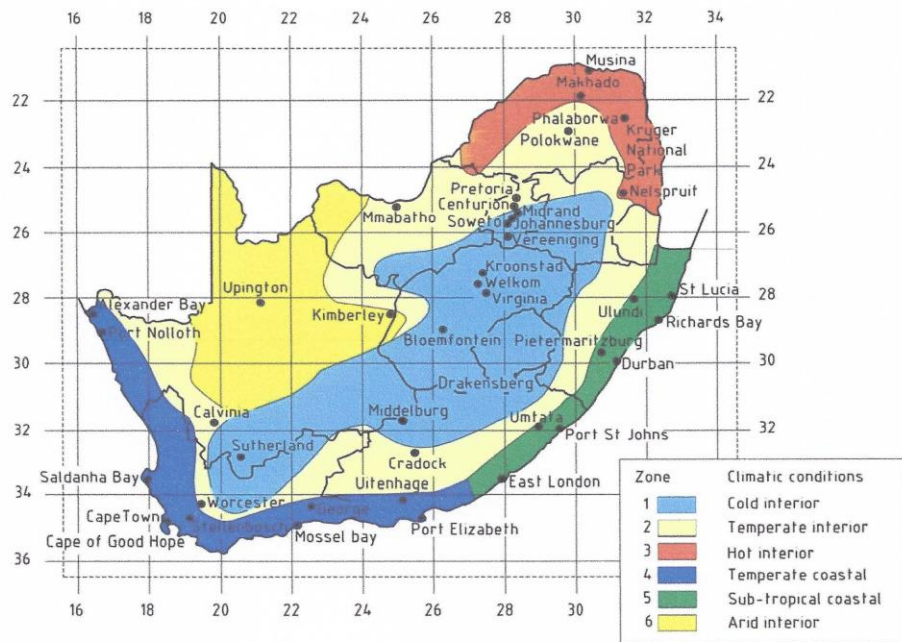 16 18 20 22 24 26 28 30 32 34
Musina
Makhado
22 22
Phalaborwa
Kruger
Polokwane
National
24 Park 24
Pretoria
Nelspruit
Centurion
Mmabatho
Midrand
Soweto
Johannesburg
26 Vereeniging 26
Kroonstad
Upington
Welkom
St Lucia
28 Alexander Bay
Virginia
28
Kimberley
Ulundi
Richards Bay
Port Nolloth
Bloemfontein
Pietermaritzburg
30 30
Durban
Drakensberg
Calvinia
Middelburg
Umtata
32 Port St Johns 32
Sutherland
Cradock
Saldanha Bay
Uitenhage
East London
34
Worcester
George
Cape Town
Stellenbosch
Mossel bay
Port Elizabeth
Cape of Good Hope
36
16 18 20 22 24 26 28 30
Zone Climatic conditions
1 Cold interior
2 Temperate interior
3 Hot interior
4 Temperate coastal
5 Sub-tropical coastal
6 Arid interior